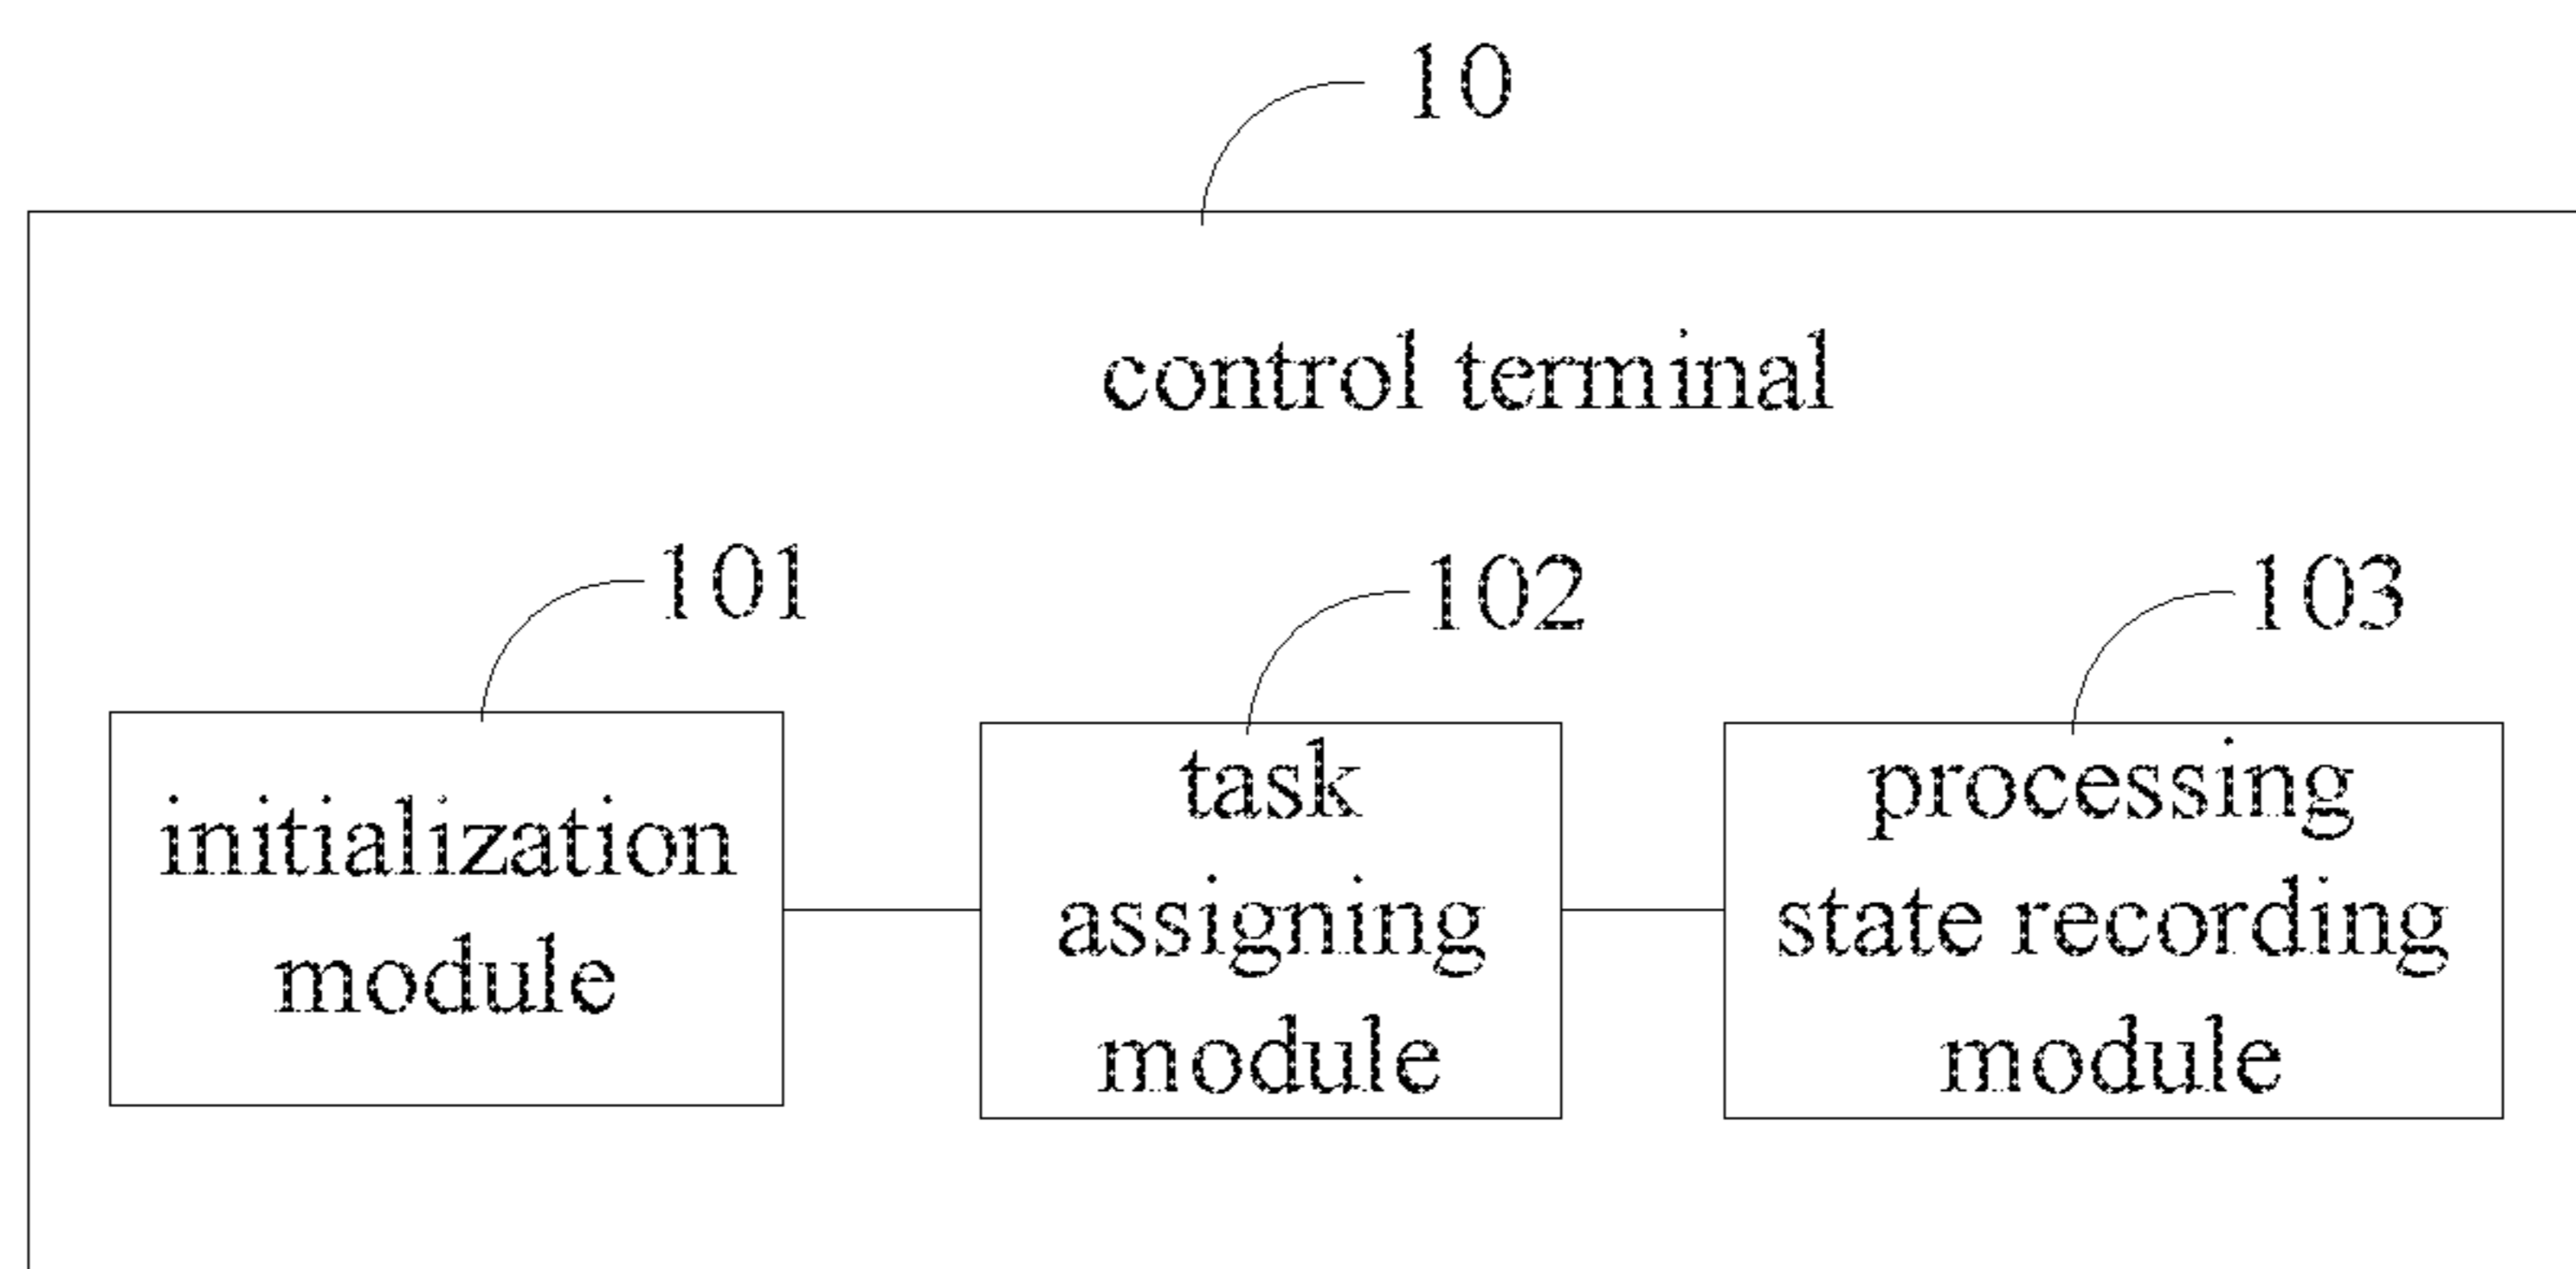 10
control terminal
101
102
103
initialization
module
task
assigning
module
processing
state recording
module